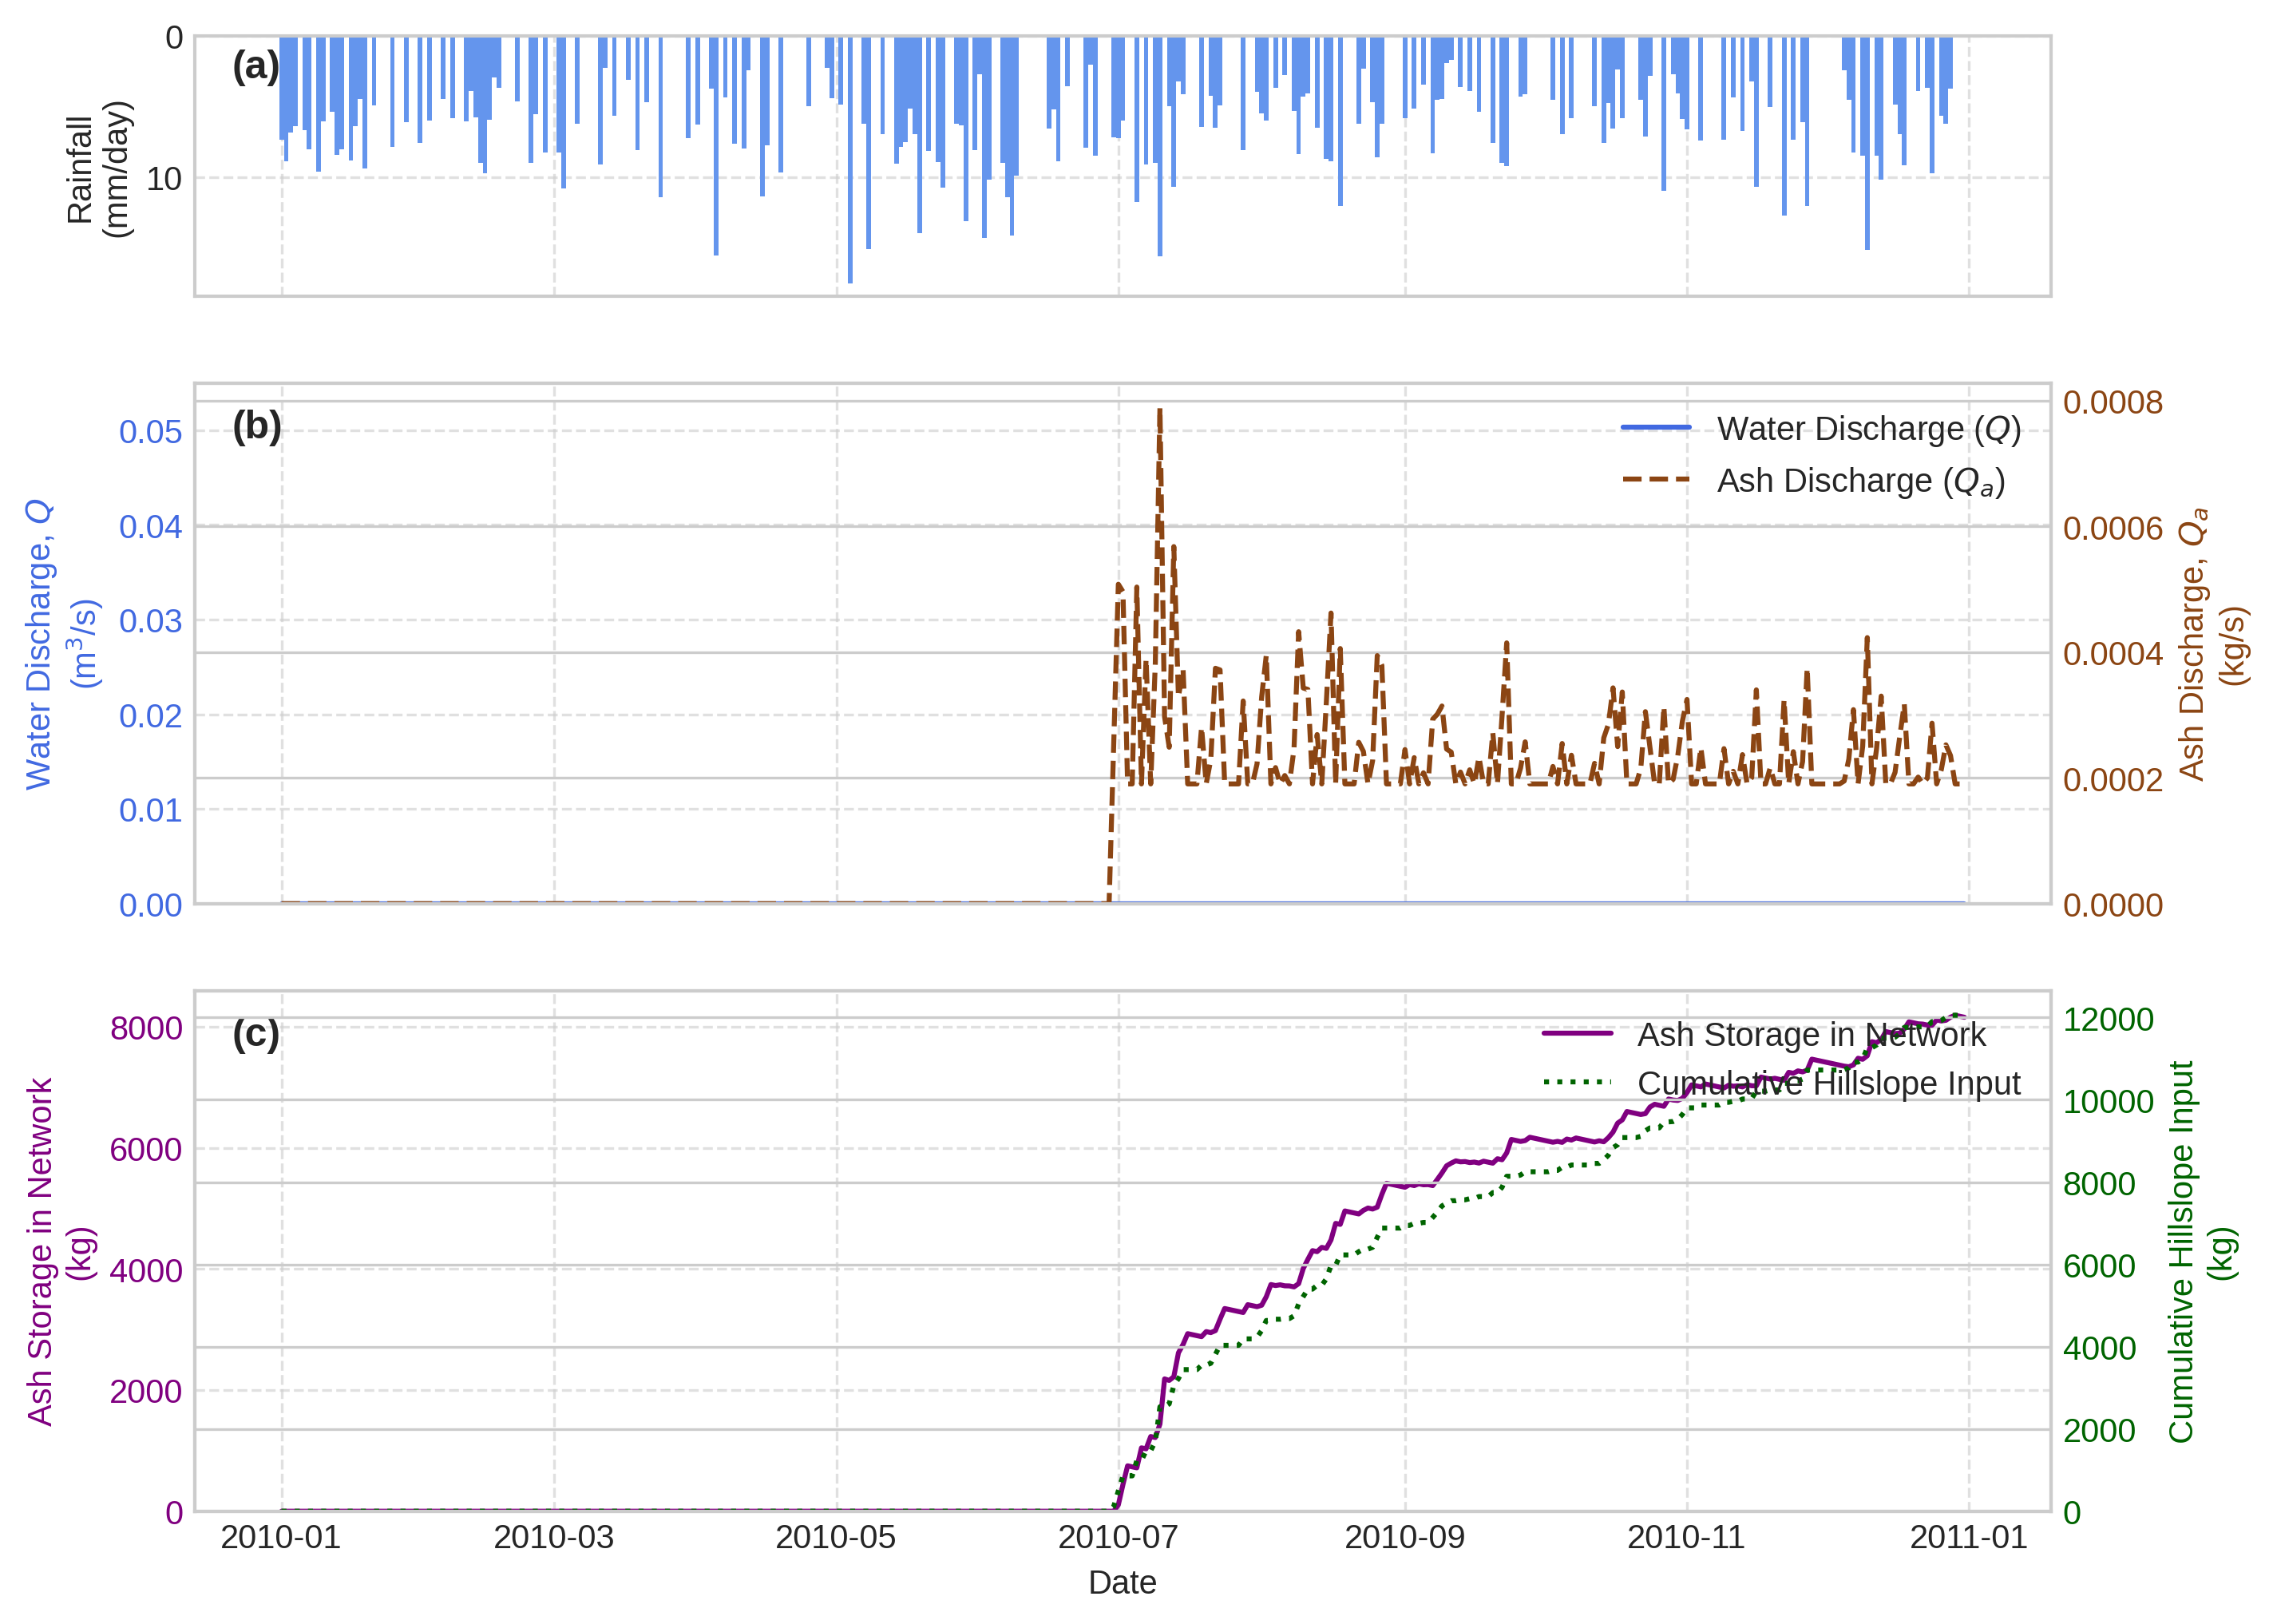 (a)
0
10
Rainfall
(mm/day)
(b)
0.05
0.04
0.03
0.02
0.01
0.00
Water Discharge, Q
(m³/s)
Water Discharge (Q)
Ash Discharge (Qₐ)
0.0008
0.0006
0.0004
0.0002
0.0000
Ash Discharge, Qₐ
(kg/s)
(c)
8000
6000
4000
2000
0
Ash Storage in Network
(kg)
Ash Storage in Network
Cumulative Hillslope Input
12000
10000
8000
6000
4000
2000
0
Cumulative Hillslope Input
(kg)
2010-01 2010-03 2010-05 2010-07 2010-09 2010-11 2011-01
Date